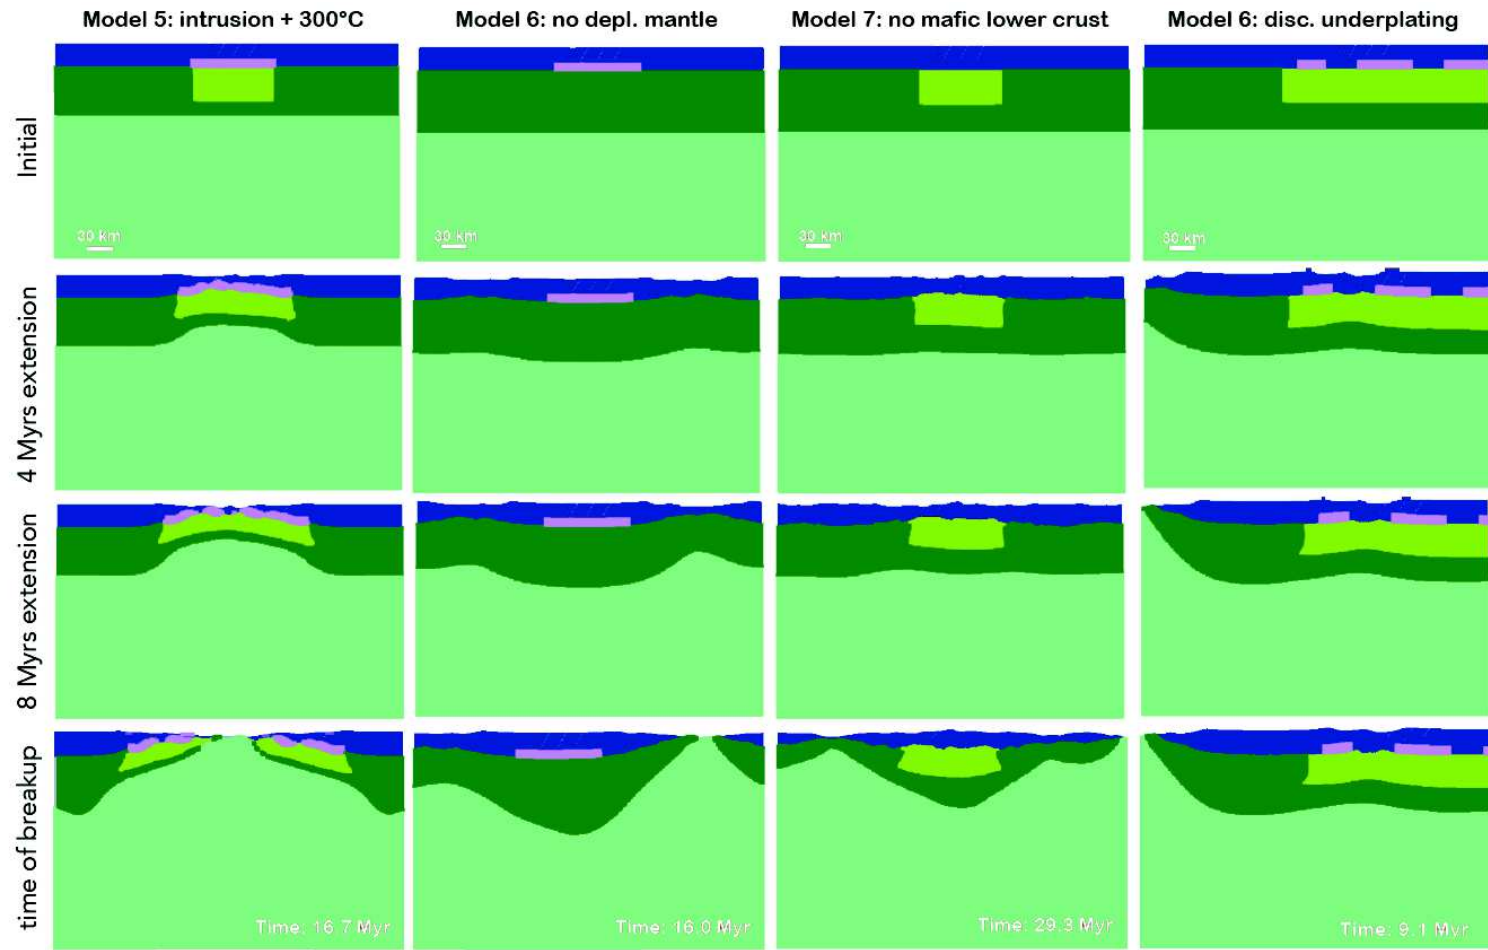 Model 5: intrusion + 300°C
Model 6: no depl. mantle
Model 7: no mafic lower crust
Model 6: disc. underplating
Initial
30 km
30 km
30 km
30 km
4 Myrs extension
8 Myrs extension
time of breakup
Time: 16.7 Myr
Time: 16.0 Myr
Time: 29.3 Myr
Time: 9.1 Myr